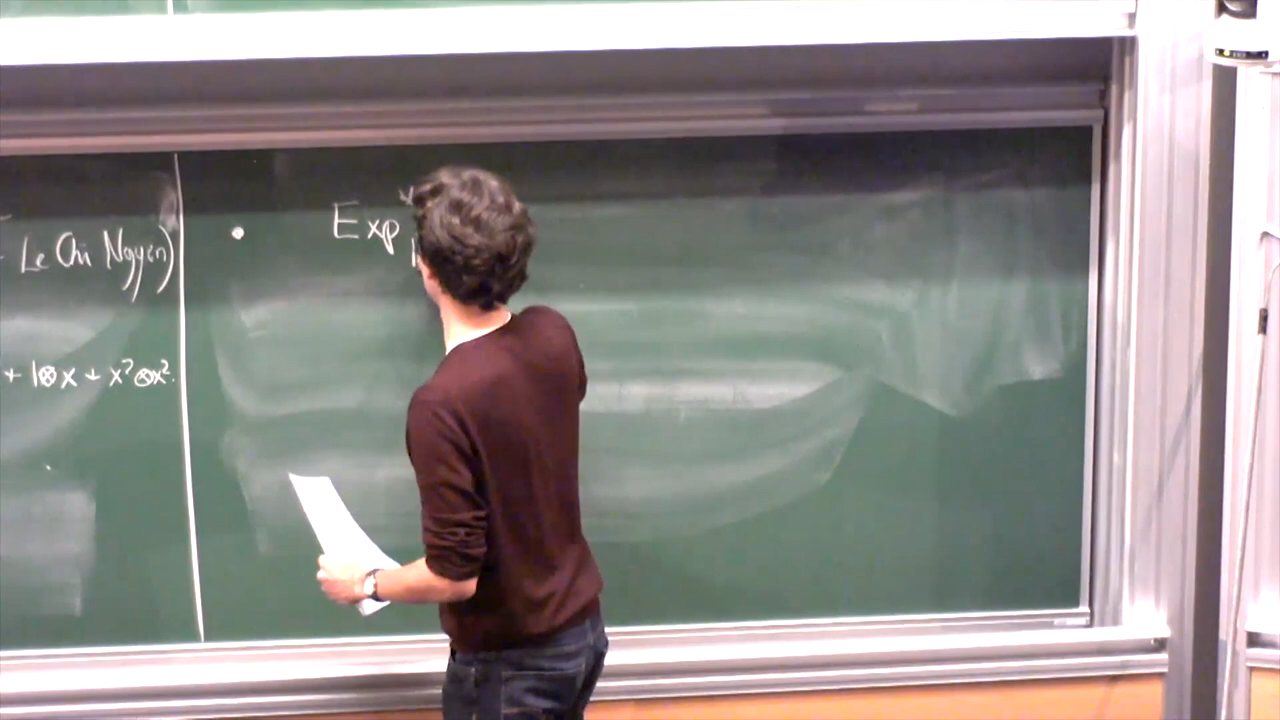 Le Chi Nguyen)
+ 1⊗x + x²⊗x².
• Exp